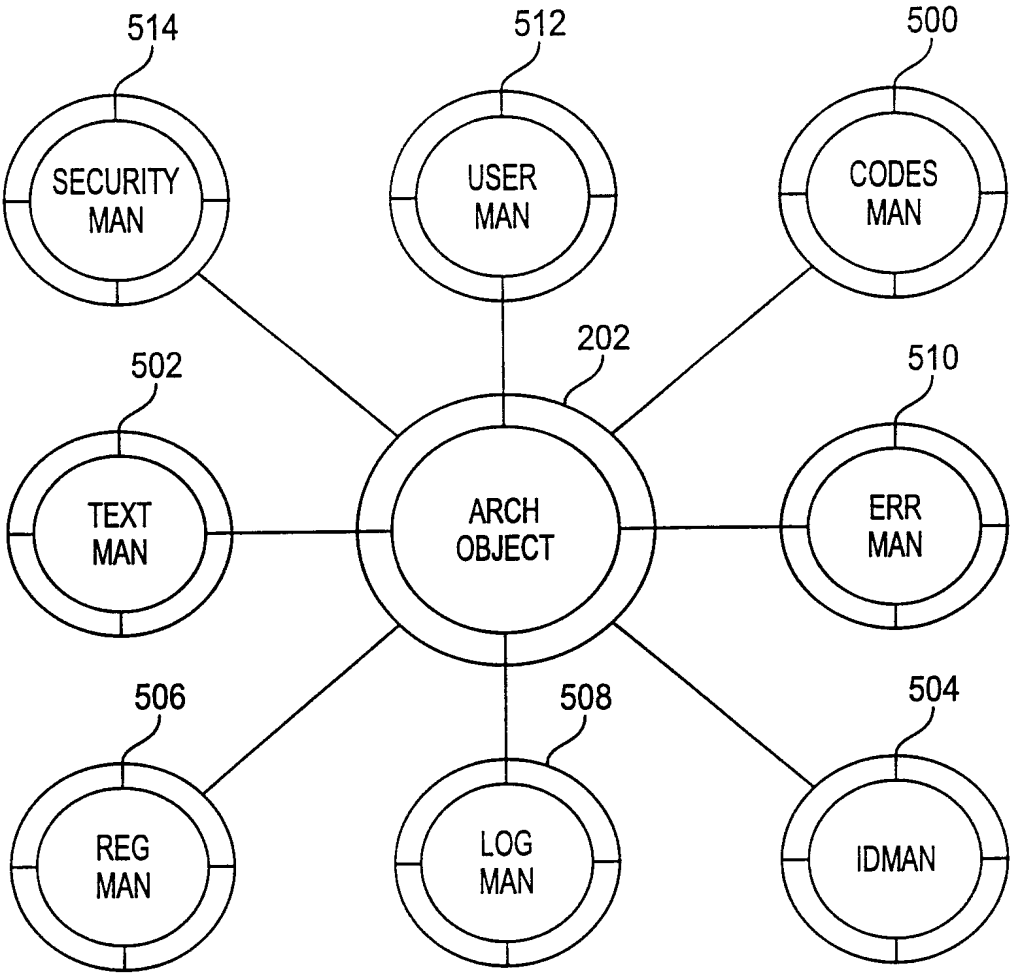 514
512
500
SECURITY
MAN
USER
MAN
CODES
MAN
502
202
510
TEXT
MAN
ARCH
OBJECT
ERR
MAN
506
508
504
REG
MAN
LOG
MAN
IDMAN